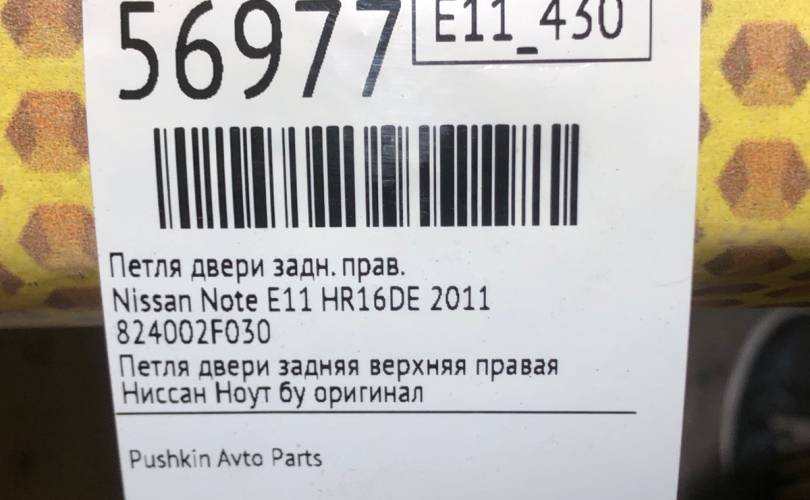 56977
E11_430
Петля двери задн. прав.
Nissan Note E11 HR16DE 2011
824002F030
Петля двери задняя верхняя правая
Ниссан Ноут бу оригинал
Pushkin Avto Parts